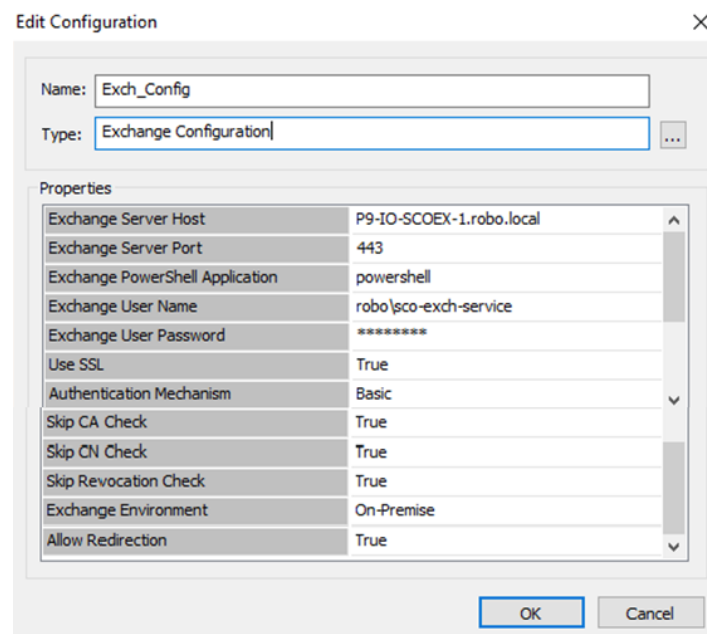 Edit Configuration
Name: Exch_Config
Type: Exchange Configuration ...
Properties
Exchange Server Host P9-IO-SCOEX-1.robo.local
Exchange Server Port 443
Exchange PowerShell Application powershell
Exchange User Name robo\sco-exch-service
Exchange User Password ********
Use SSL True
Authentication Mechanism Basic
Skip CA Check True
Skip CN Check True
Skip Revocation Check True
Exchange Environment On-Premise
Allow Redirection True
OK Cancel